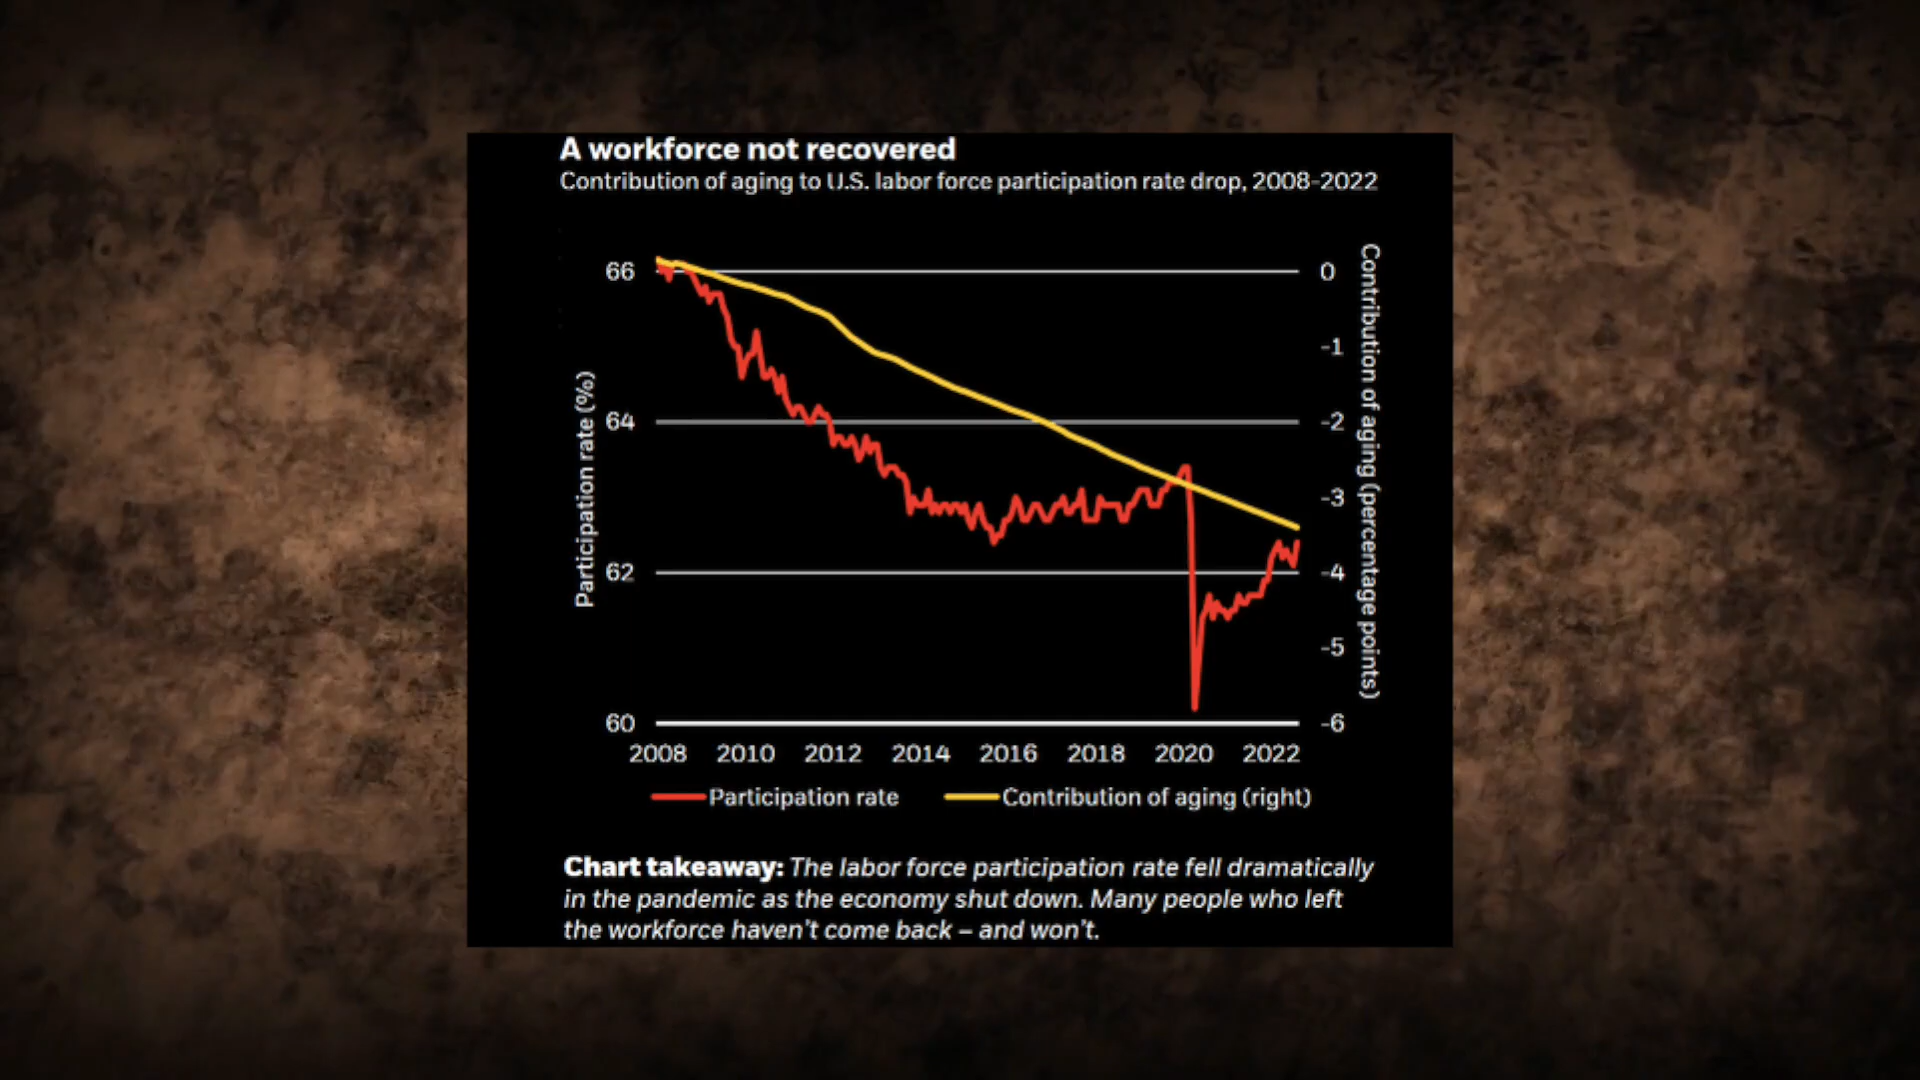 A workforce not recovered
Contribution of aging to U.S. labor force participation rate drop, 2008-2022
Participation rate (%)
66
64
62
60
0
-1
-2
-3
-4
-5
-6
Contribution of aging (percentage points)
2008 2010 2012 2014 2016 2018 2020 2022
Participation rate Contribution of aging (right)
Chart takeaway: The labor force participation rate fell dramatically
in the pandemic as the economy shut down. Many people who left
the workforce haven't come back – and won't.